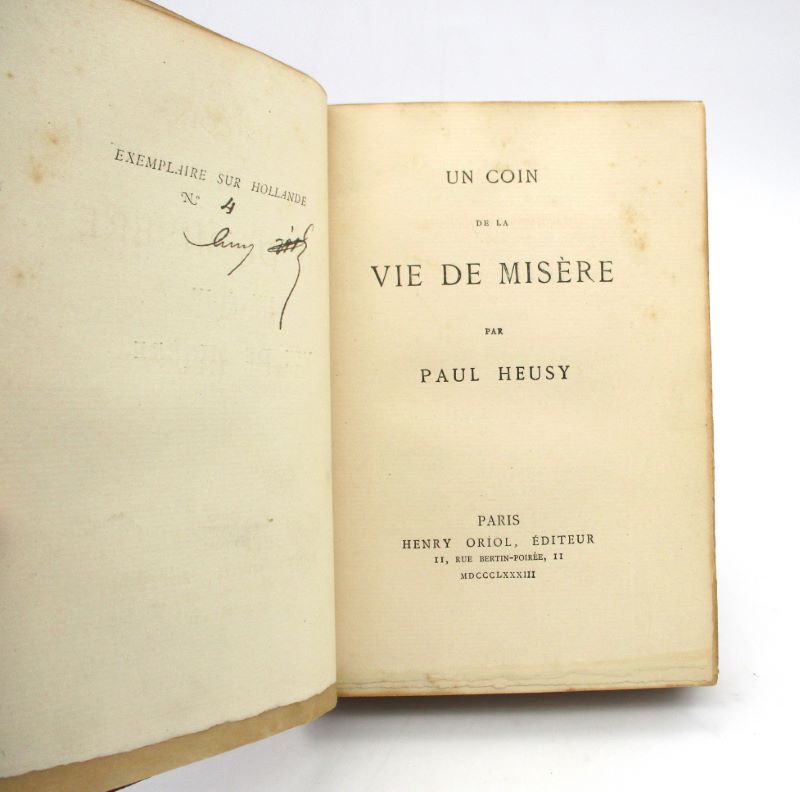 EXEMPLAIRE SUR HOLLANDE
N° 4
UN COIN
DE LA
VIE DE MISÈRE
PAR
PAUL HEUSY
PARIS
HENRY ORIOL, ÉDITEUR
11, RUE BERTIN-POIRÉE, 11
MDCCCLXXXIII